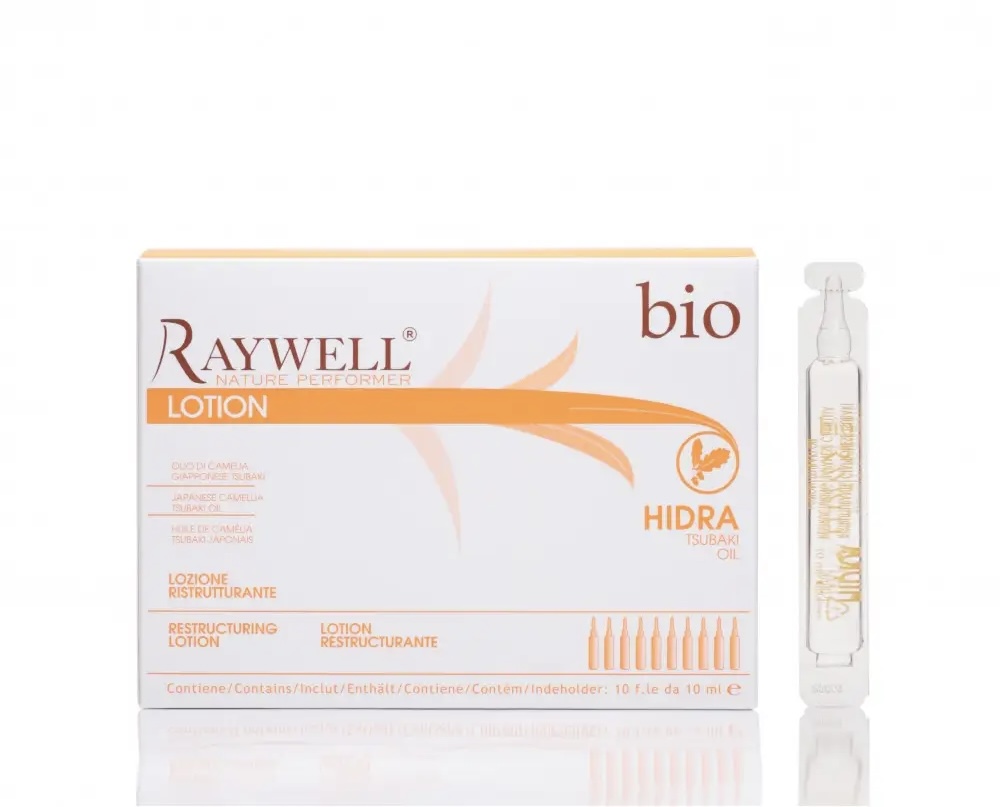 bio
RAYWELL®
NATURE PERFORMER
LOTION
OLIO DI CAMELIA
GIAPPONESE TSUBAKI
JAPANESE CAMELLIA
TSUBAKI OIL
HUILE DE CAMÉLIA
TSUBAKI JAPONAIS
HIDRA
TSUBAKI
OIL
LOZIONE
RISTRUTTURANTE
RESTRUCTURING
LOTION
LOTION
RESTRUCTURANTE
Contiene/Contains/Inclut/Enthält/Contiene/Contém/Indeholder: 10 f.le da 10 ml e
HIDRA